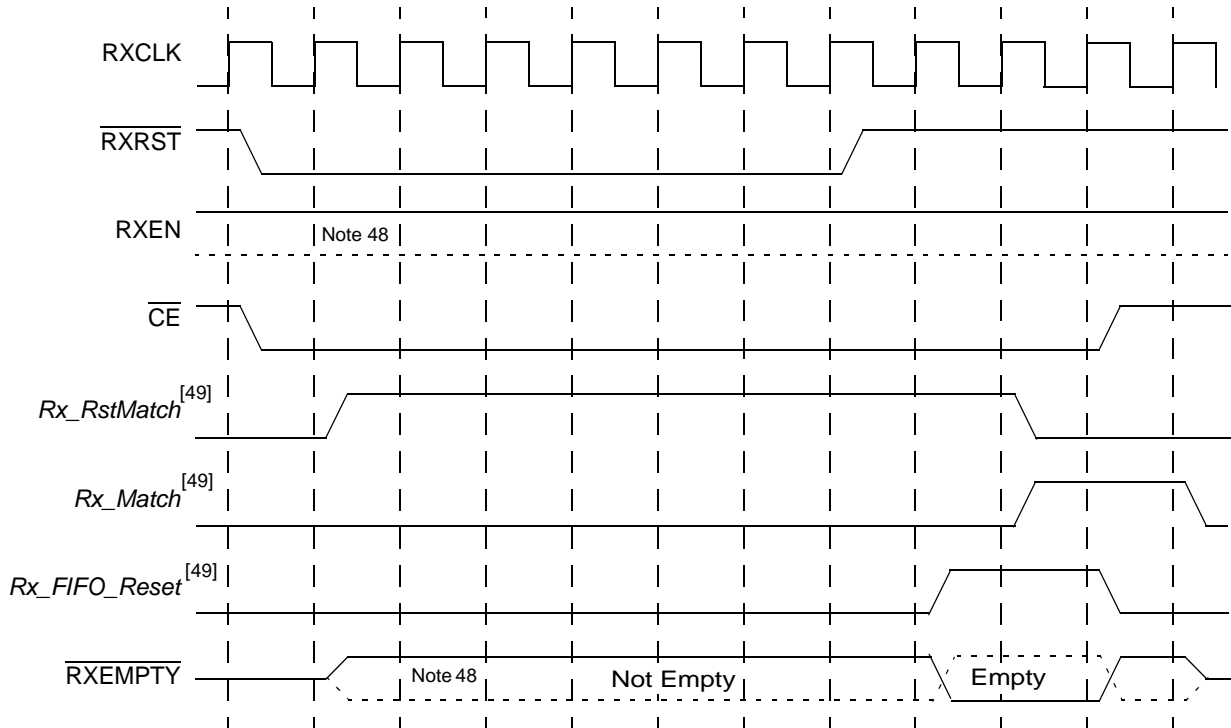 RXCLK
RXRST
RXEN
Note 48
CE
Rx_RstMatch[49]
Rx_Match[49]
Rx_FIFO_Reset[49]
RXEMPTY
Note 48
Not Empty
Empty